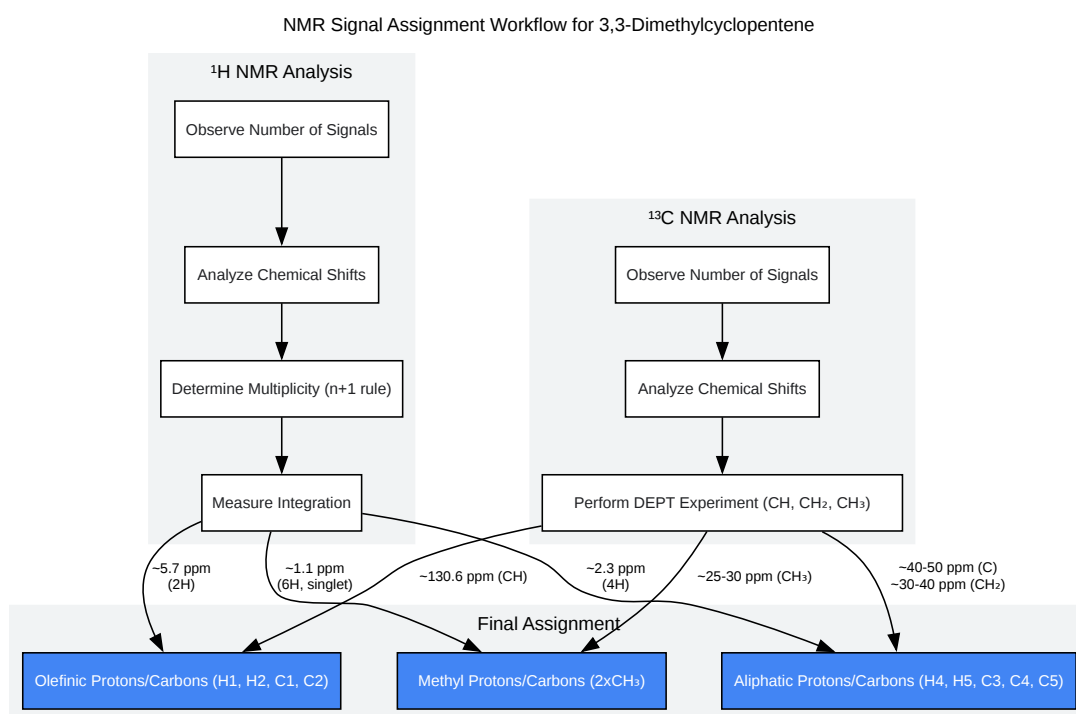 NMR Signal Assignment Workflow for 3,3-Dimethylcyclopentene
¹H NMR Analysis
Observe Number of Signals
Analyze Chemical Shifts
Determine Multiplicity (n+1 rule)
Measure Integration
¹³C NMR Analysis
Observe Number of Signals
Analyze Chemical Shifts
Perform DEPT Experiment (CH, CH₂, CH₃)
~5.7 ppm
(2H)
~1.1 ppm
(6H, singlet)
~130.6 ppm (CH)
~2.3 ppm
(4H)
~25-30 ppm (CH₃)
~40-50 ppm (C)
~30-40 ppm (CH₂)
Final Assignment
Olefinic Protons/Carbons (H1, H2, C1, C2)
Methyl Protons/Carbons (2xCH₃)
Aliphatic Protons/Carbons (H4, H5, C3, C4, C5)